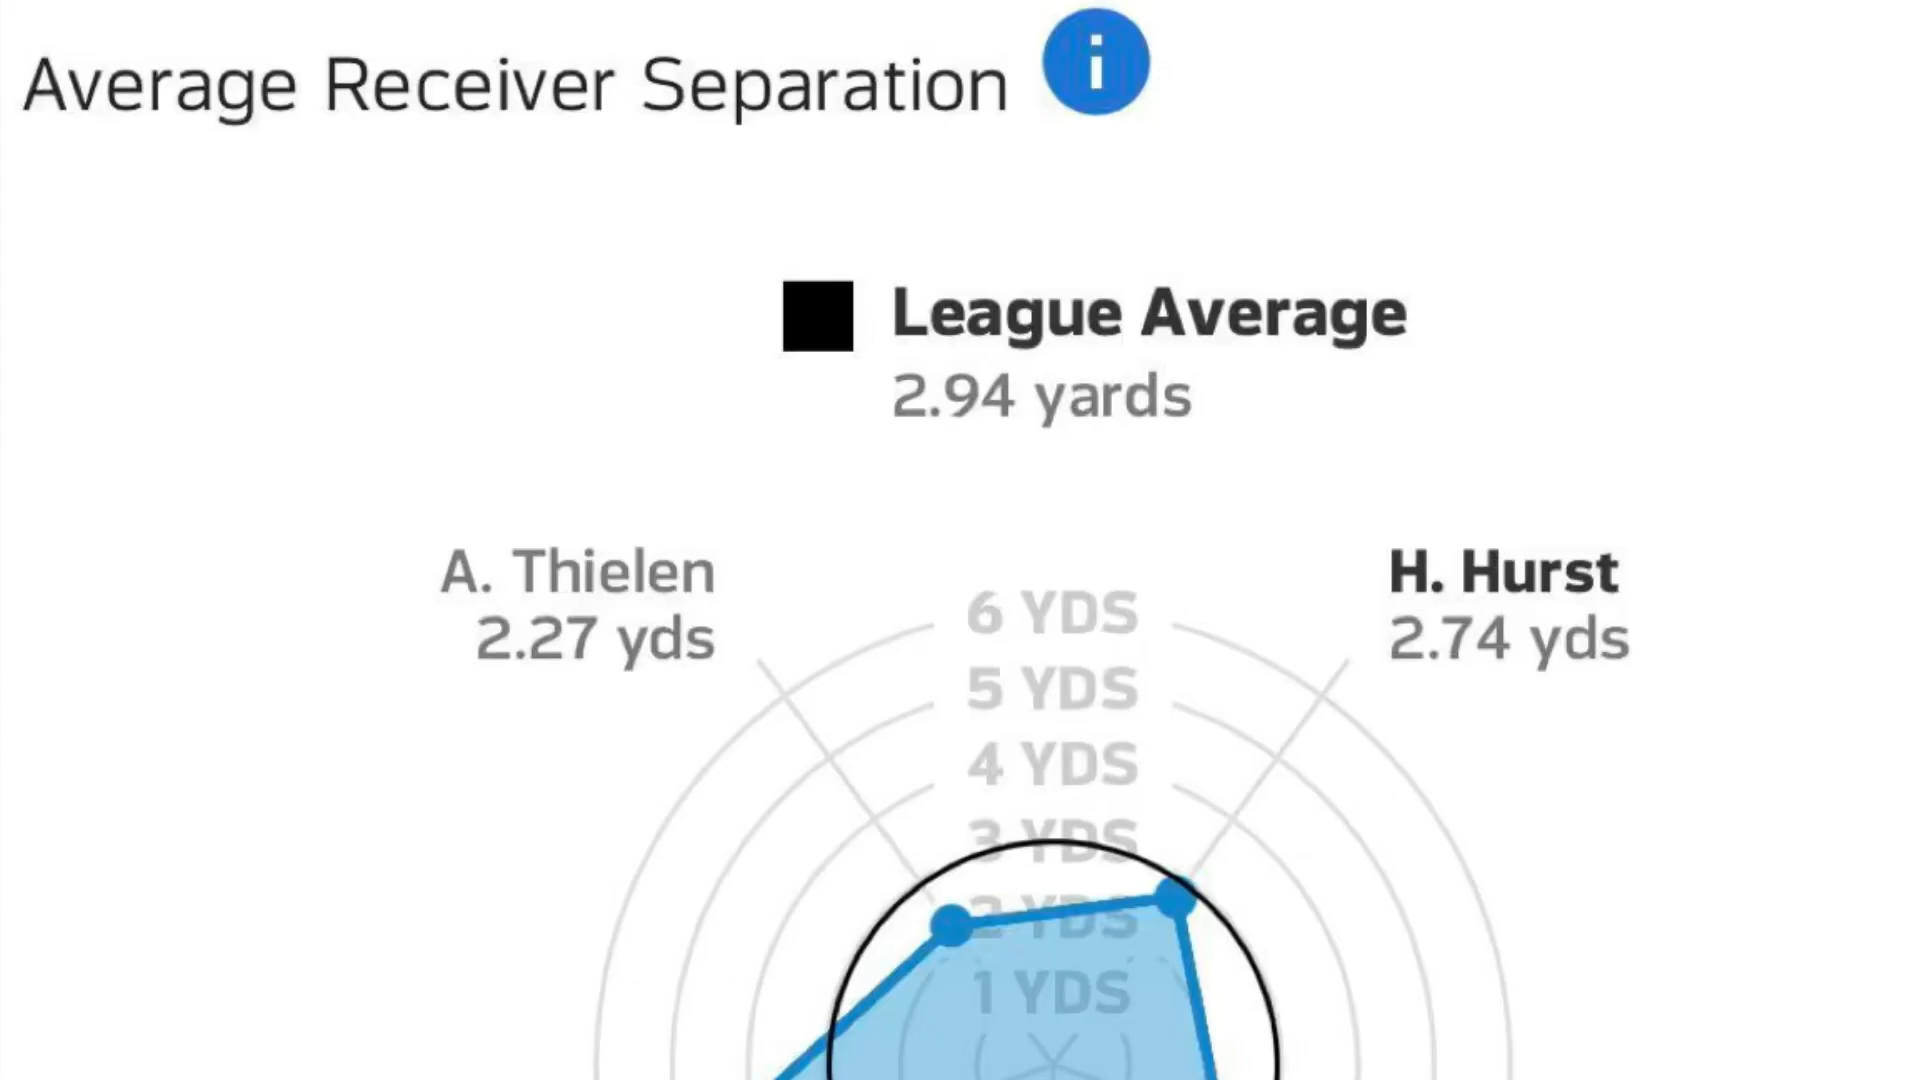 Average Receiver Separation i
League Average
2.94 yards
A. Thielen
2.27 yds
H. Hurst
2.74 yds
6 YDS
5 YDS
4 YDS
3 YDS
2 YDS
1 YDS